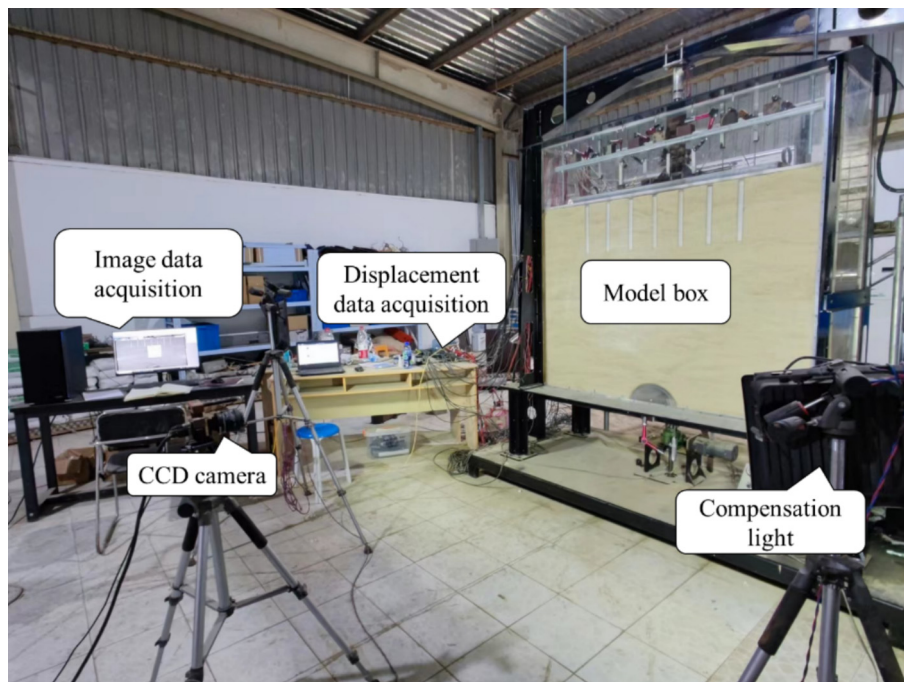 Image data
acquisition
Displacement
data acquisition
Model box
CCD camera
Compensation
light